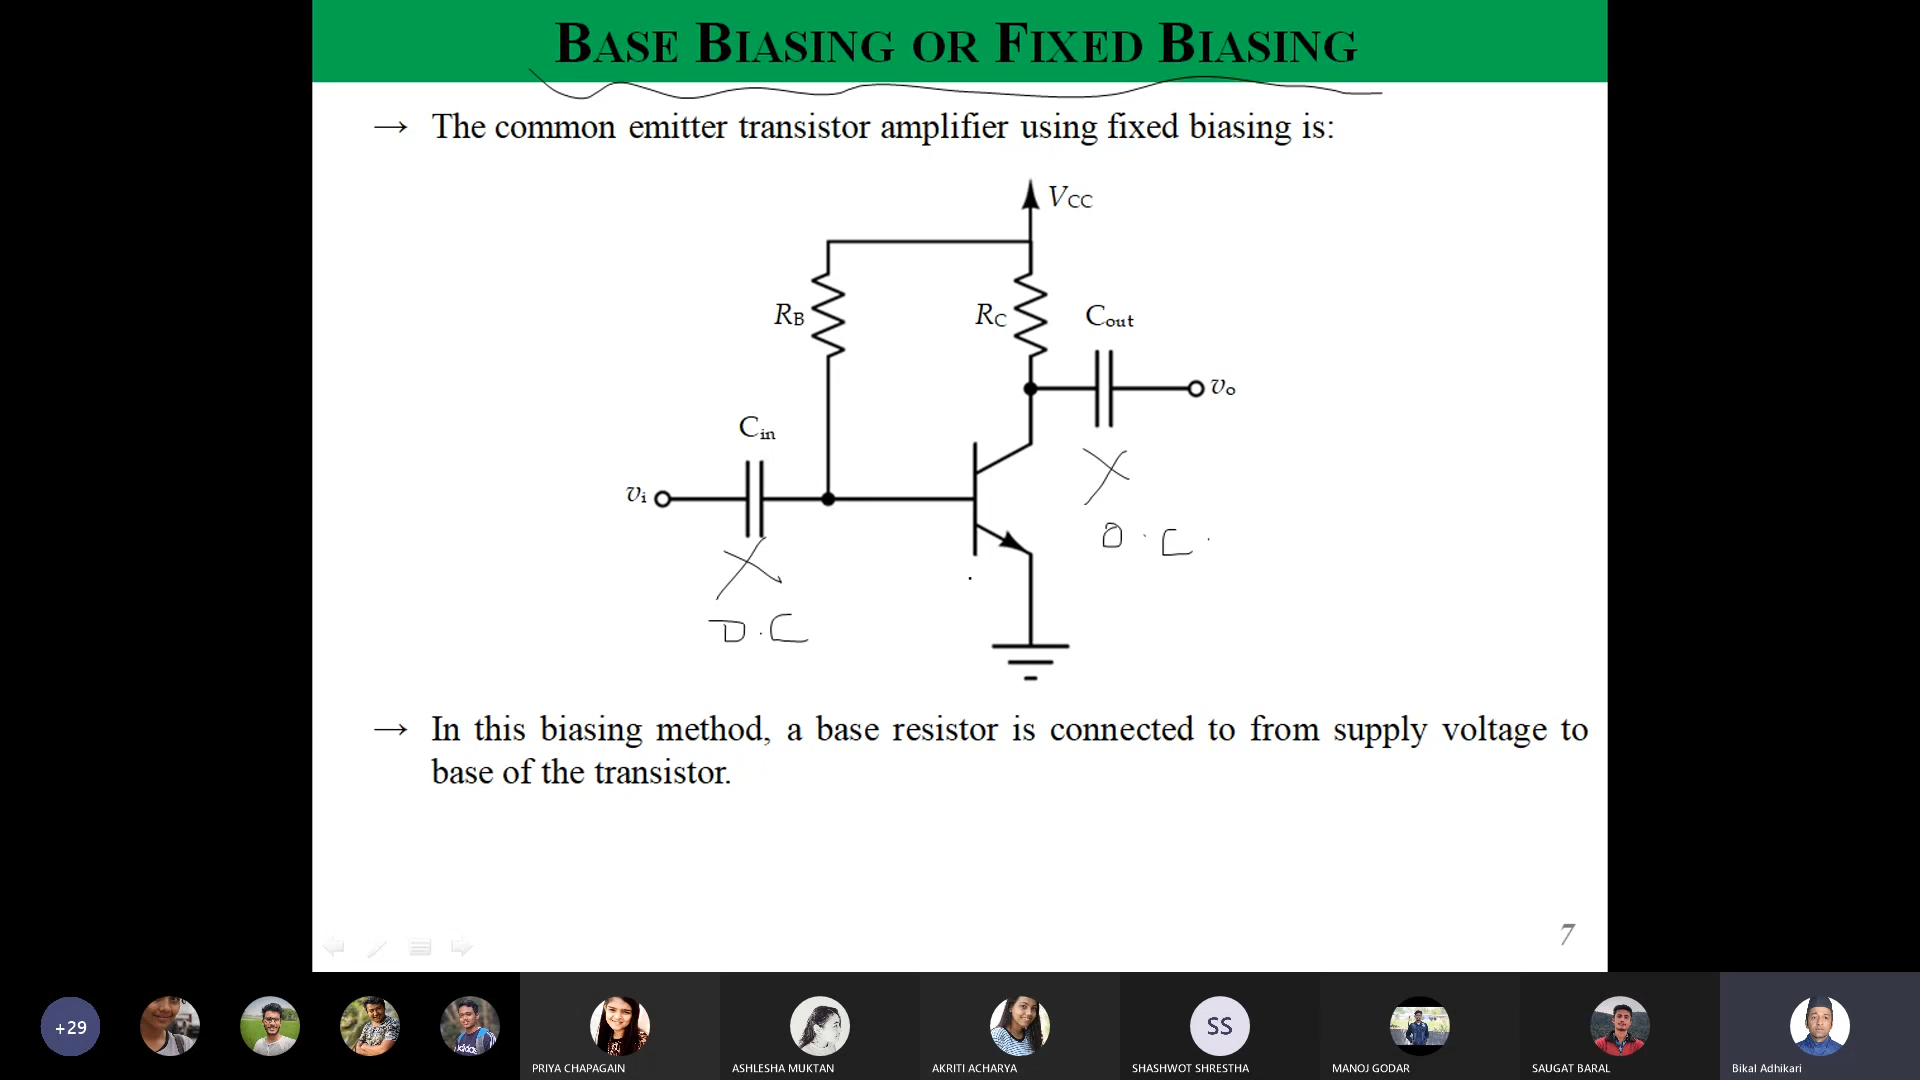 BASE BIASING OR FIXED BIASING
→ The common emitter transistor amplifier using fixed biasing is:
VCC
RB
RC
Cout
vo
Cin
vi
O.C.
D.C
→ In this biasing method, a base resistor is connected to from supply voltage to
base of the transistor.
7
+29
SS
PRIYA CHAPAGAIN
ASHLESHA MUKTAN
AKRITI ACHARYA
SHASHWOT SHRESTHA
MANOJ GODAR
SAUGAT BARAL
Bikal Adhikari